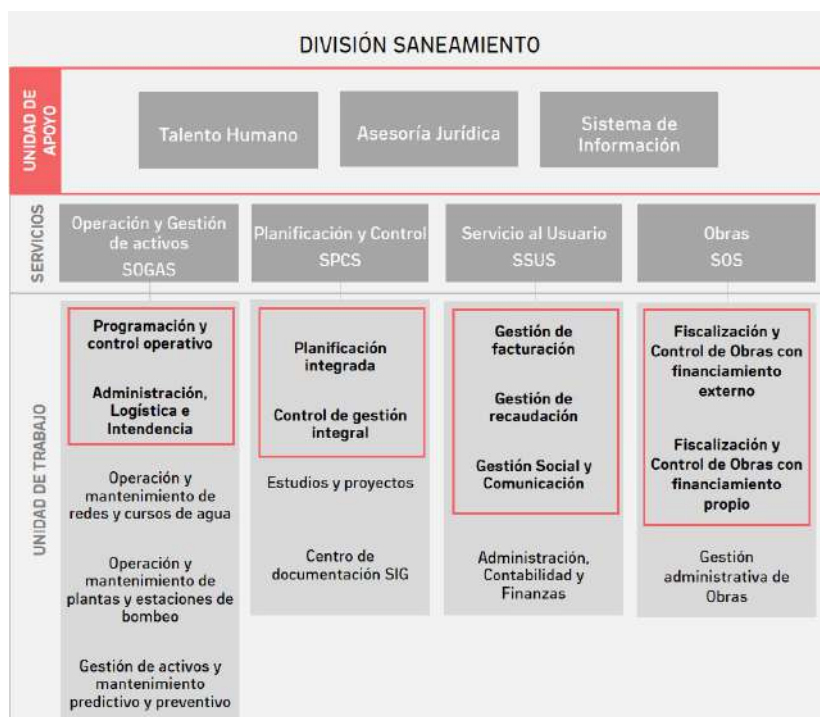 DIVISIÓN SANEAMIENTO
UNIDAD DE
APOYO
Talento Humano
Asesoría Jurídica
Sistema de
Información
SERVICIOS
Operación y Gestión
de activos
SOGAS
Planificación y Control
SPCS
Servicio al Usuario
SSUS
Obras
SOS
UNIDAD DE TRABAJO
Programación y
control operativo
Administración,
Logística e
Intendencia
Operación y
mantenimiento de
redes y cursos de agua
Operación y
mantenimiento de
plantas y estaciones de
bombeo
Gestión de activos y
mantenimiento
predictivo y preventivo
Planificación
integrada
Control de gestión
integral
Estudios y proyectos
Centro de
documentación SIG
Gestión de
facturación
Gestión de
recaudación
Gestión Social y
Comunicación
Administración,
Contabilidad y
Finanzas
Fiscalización y
Control de Obras con
financiamiento
externo
Fiscalización y
Control de Obras con
financiamiento
propio
Gestión
administrativa de
Obras